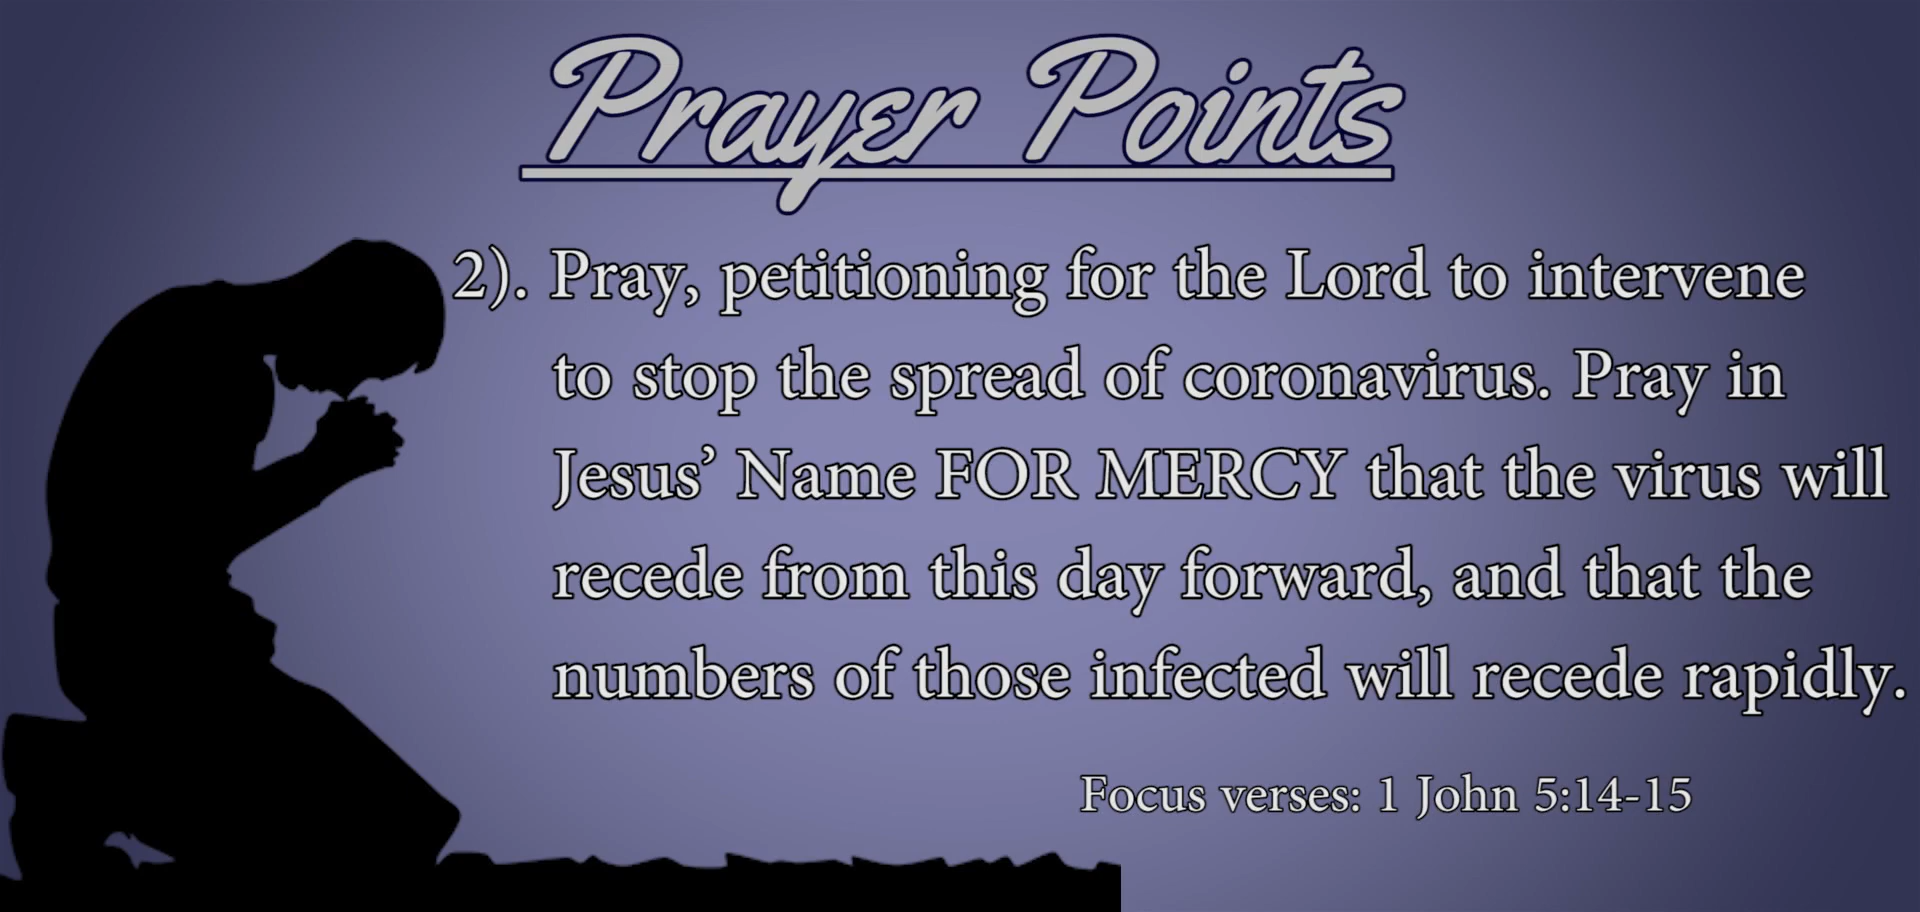 Prayer Points
2). Pray, petitioning for the Lord to intervene
to stop the spread of coronavirus. Pray in
Jesus’ Name FOR MERCY that the virus will
recede from this day forward, and that the
numbers of those infected will recede rapidly.
Focus verses: 1 John 5:14-15